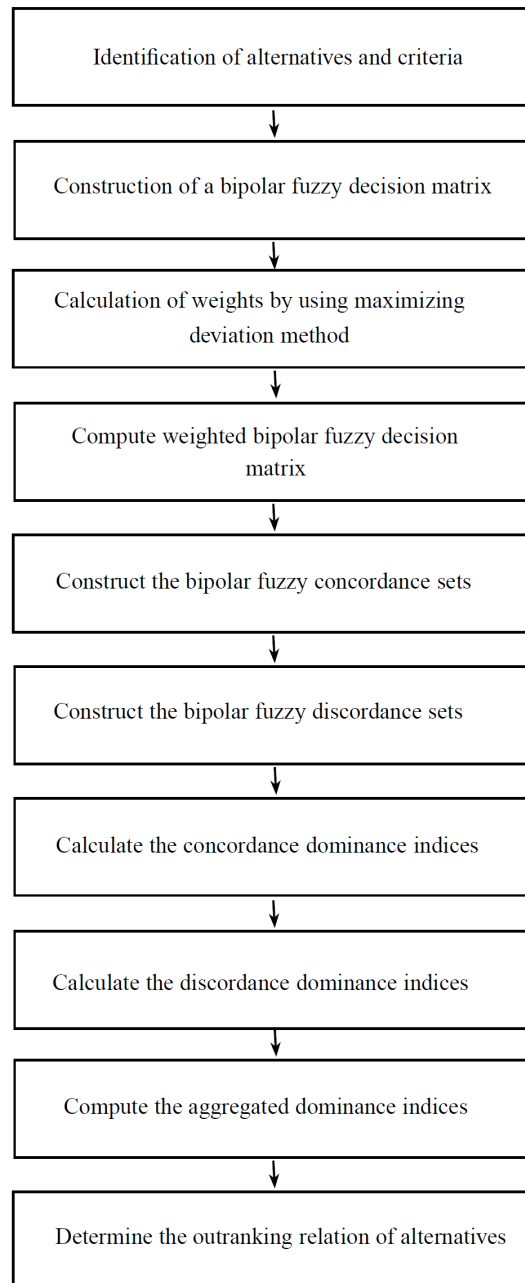 Identification of alternatives and criteria
Construction of a bipolar fuzzy decision matrix
Calculation of weights by using maximizing
deviation method
Compute weighted bipolar fuzzy decision
matrix
Construct the bipolar fuzzy concordance sets
Construct the bipolar fuzzy discordance sets
Calculate the concordance dominance indices
Calculate the discordance dominance indices
Compute the aggregated dominance indices
Determine the outranking relation of alternatives